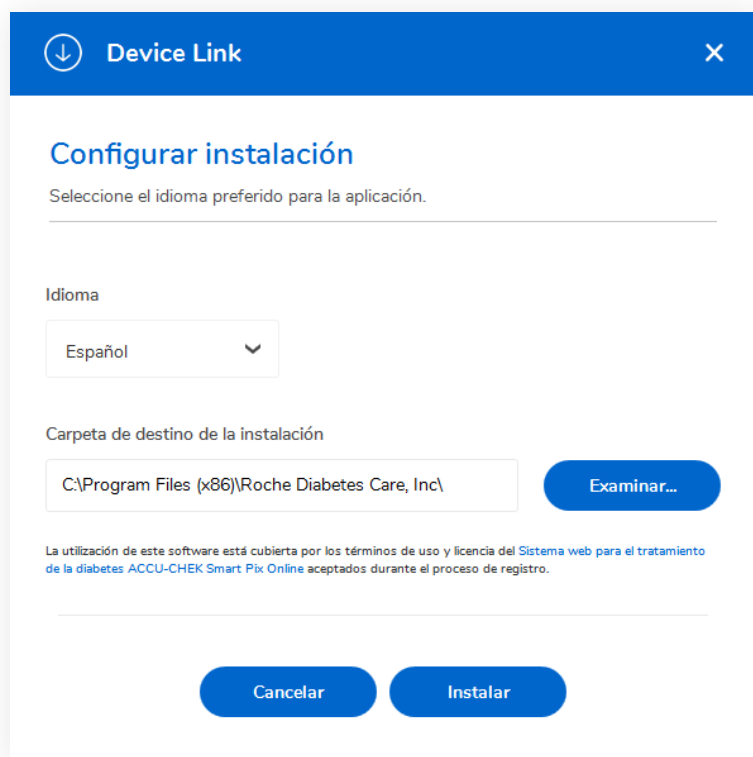 Device Link
Configurar instalación
Seleccione el idioma preferido para la aplicación.
Idioma
Español
Carpeta de destino de la instalación
C:\Program Files (x86)\Roche Diabetes Care, Inc\
Examinar...
La utilización de este software está cubierta por los términos de uso y licencia del Sistema web para el tratamiento
de la diabetes ACCU-CHEK Smart Pix Online aceptados durante el proceso de registro.
Cancelar
Instalar